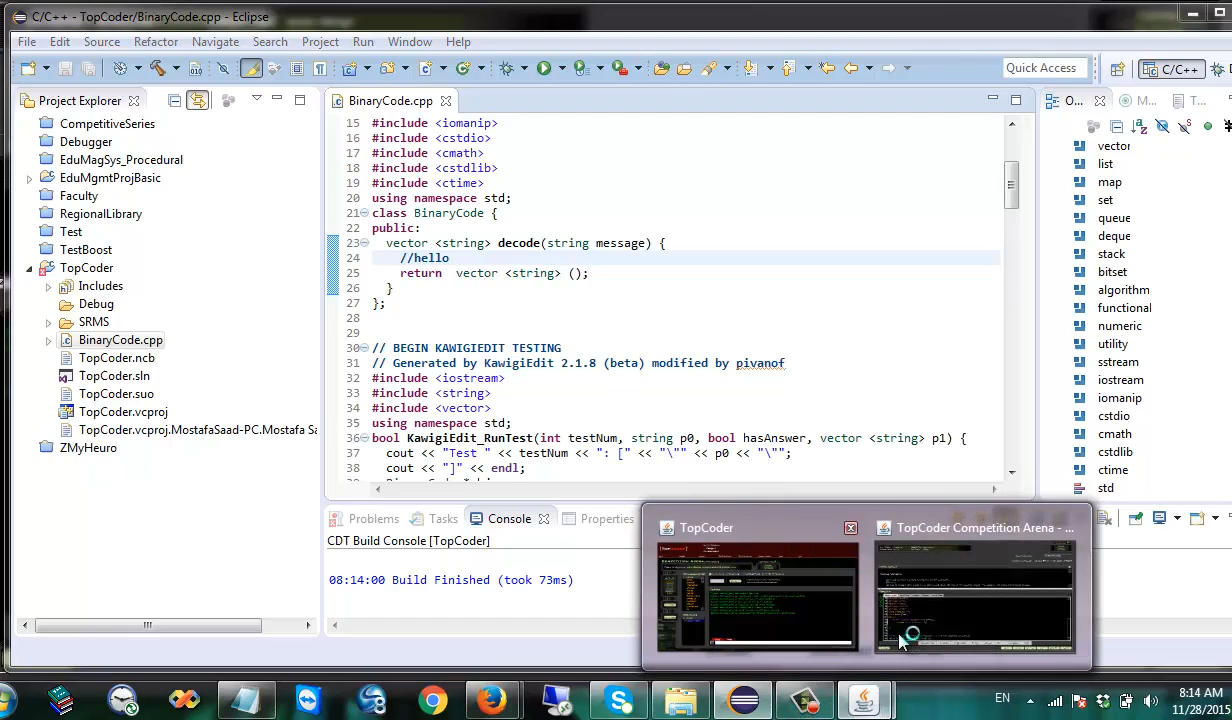 C/C++ - TopCoder/BinaryCode.cpp - Eclipse
File Edit Source Refactor Navigate Search Project Run Window Help
Quick Access
C/C++
Project Explorer
BinaryCode.cpp
O...
M...
T...
CompetitiveSeries
Debugger
EduMagSys_Procedural
EduMgmtProjBasic
Faculty
RegionalLibrary
Test
TestBoost
TopCoder
Includes
Debug
SRMS
BinaryCode.cpp
TopCoder.ncb
TopCoder.sln
TopCoder.suo
TopCoder.vcproj
TopCoder.vcproj.MostafaSaad-PC.Mostafa Sa
ZMyHeuro
15 #include <iomanip>
16 #include <cstdio>
17 #include <cmath>
18 #include <cstdlib>
19 #include <ctime>
20 using namespace std;
21 class BinaryCode {
22 public:
23 vector <string> decode(string message) {
24 //hello
25 return vector <string> ();
26 }
27 };
28
29
30 // BEGIN KAWIGIEDIT TESTING
31 // Generated by KawigiEdit 2.1.8 (beta) modified by pivanof
32 #include <iostream>
33 #include <string>
34 #include <vector>
35 using namespace std;
36 bool KawigiEdit_RunTest(int testNum, string p0, bool hasAnswer, vector <string> p1) {
37 cout << "Test " << testNum << ": [" << "\"" << p0 << "\"";
38 cout << "]" << endl;
vector
list
map
set
queue
deque
stack
bitset
algorithm
functional
numeric
utility
sstream
iostream
iomanip
cstdio
cmath
cstdlib
ctime
std
Problems
Tasks
Console
Properties
CDT Build Console [TopCoder]
08:14:00 Build Finished (took 73ms)
TopCoder
TopCoder Competition Arena - ...
EN
8:14 AM
11/28/2015